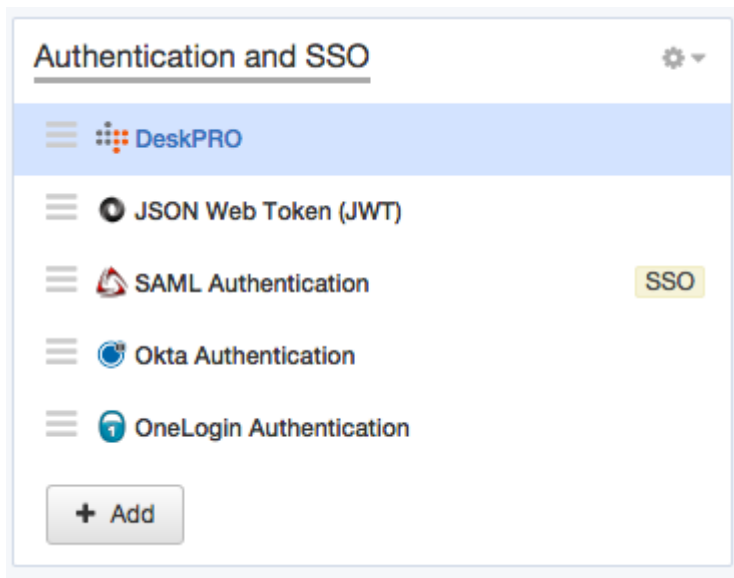 Authentication and SSO
DeskPRO
JSON Web Token (JWT)
SAML Authentication SSO
Okta Authentication
OneLogin Authentication
+ Add